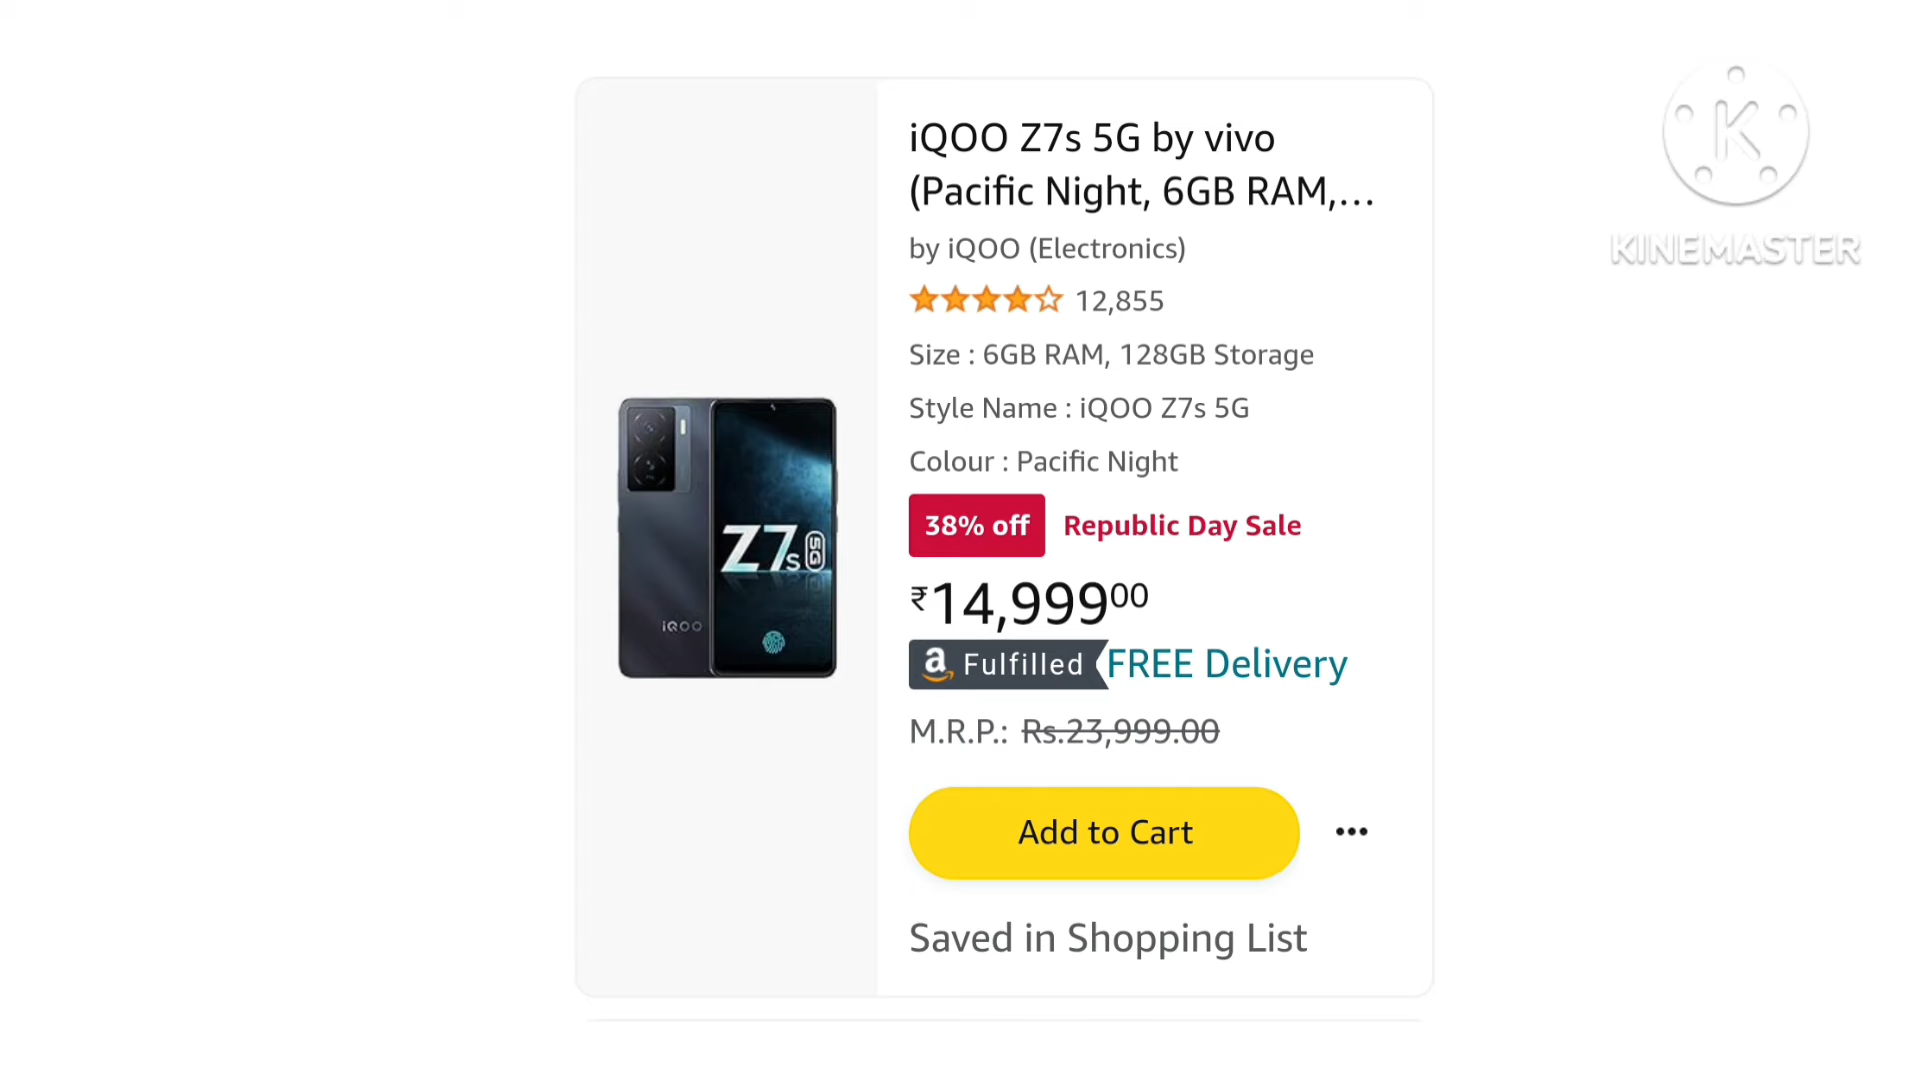 iQOO Z7s 5G by vivo
(Pacific Night, 6GB RAM,...
by iQOO (Electronics)
12,855
Size : 6GB RAM, 128GB Storage
Style Name : iQOO Z7s 5G
Colour : Pacific Night
38% off Republic Day Sale
₹14,99900
a Fulfilled FREE Delivery
M.R.P.: Rs.23,999.00
Add to Cart
Saved in Shopping List
Z7s 5G
iQOO
K
KINEMASTER